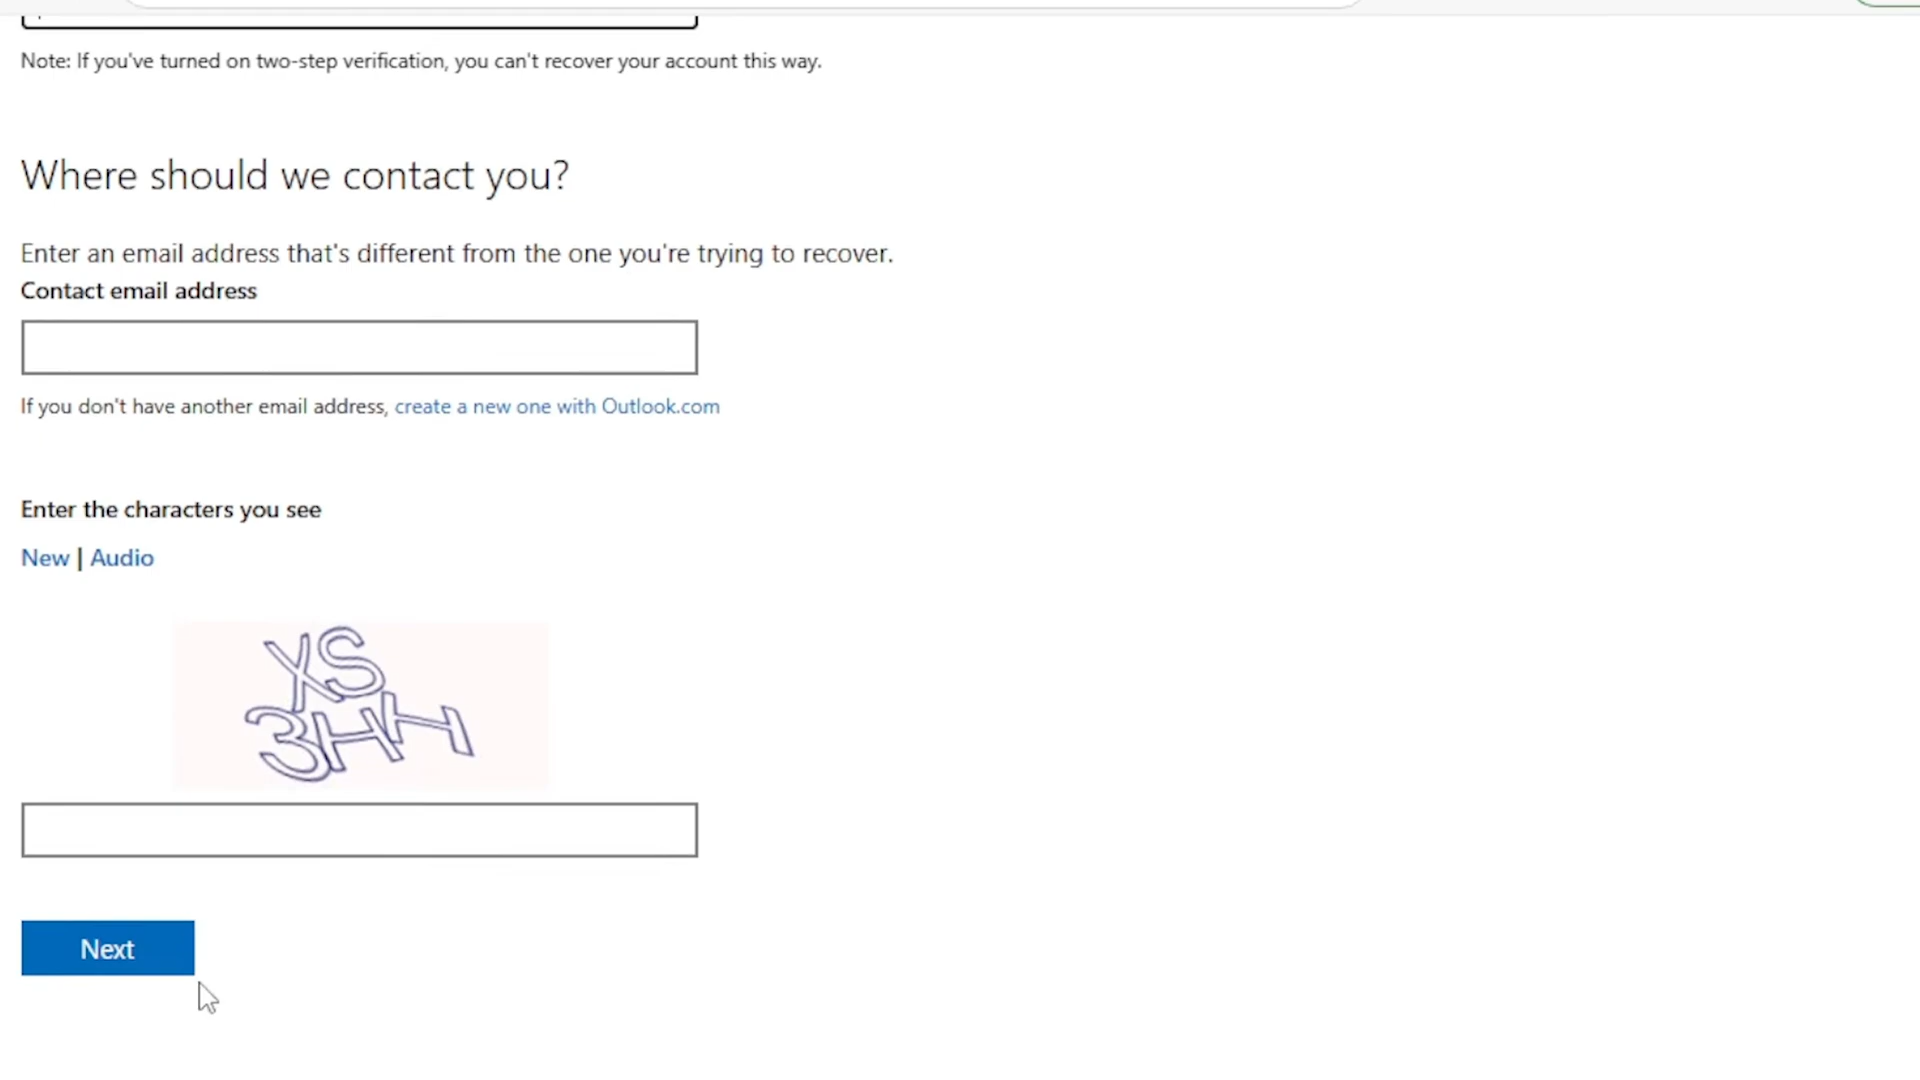 Note: If you've turned on two-step verification, you can't recover your account this way.
Where should we contact you?
Enter an email address that's different from the one you're trying to recover.
Contact email address
If you don't have another email address, create a new one with Outlook.com
Enter the characters you see
New | Audio
XS
3HH
Next